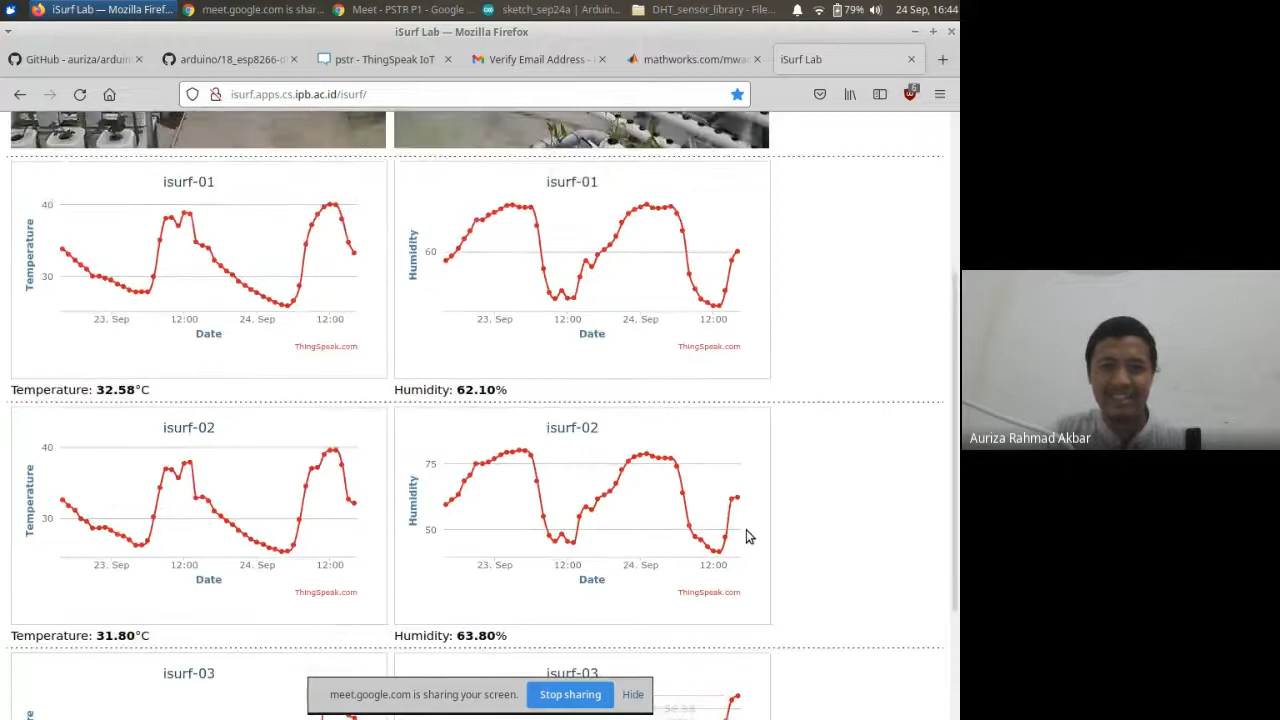 iSurf Lab — Mozilla Firef...
meet.google.com is shar...
Meet - PSTR P1 - Google ...
sketch_sep24a | Arduin...
DHT_sensor_library - File...
79%
24 Sep, 16:44
iSurf Lab — Mozilla Firefox
GitHub - auriza/arduin
arduino/18_esp8266-d
pstr - ThingSpeak IoT
Verify Email Address -
mathworks.com/mwac
iSurf Lab
isurf.apps.cs.ipb.ac.id/isurf/
6
isurf-01
Temperature
40
30
23. Sep
12:00
24. Sep
12:00
Date
ThingSpeak.com
Temperature: 32.58°C
isurf-01
Humidity
60
23. Sep
12:00
24. Sep
12:00
Date
ThingSpeak.com
Humidity: 62.10%
isurf-02
Temperature
40
30
23. Sep
12:00
24. Sep
12:00
Date
ThingSpeak.com
Temperature: 31.80°C
isurf-02
Humidity
75
50
23. Sep
12:00
24. Sep
12:00
Date
ThingSpeak.com
Humidity: 63.80%
isurf-03
isurf-03
meet.google.com is sharing your screen.
Stop sharing
Hide
Auriza Rahmad Akbar